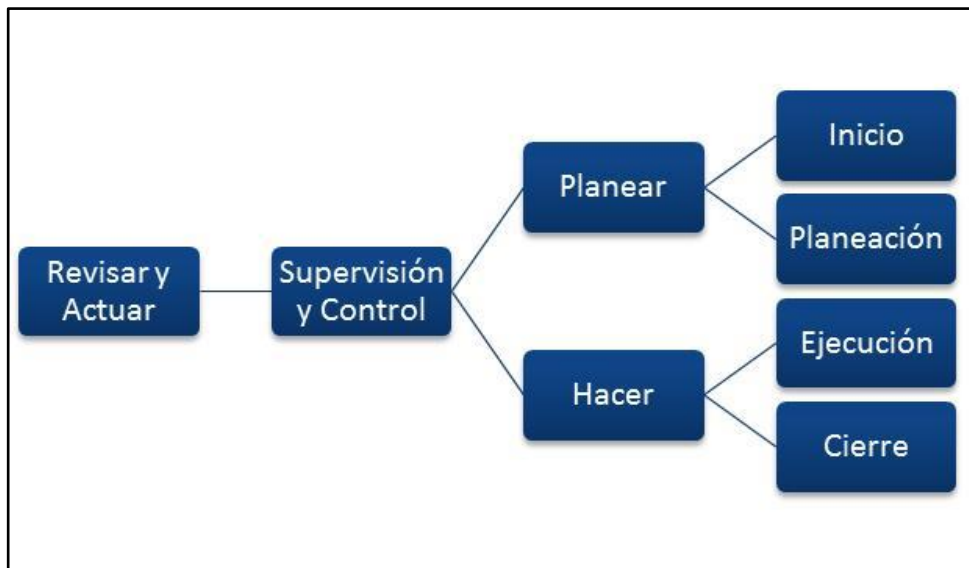 Revisar y
Actuar
Supervisión
y Control
Planear
Hacer
Inicio
Planeación
Ejecución
Cierre